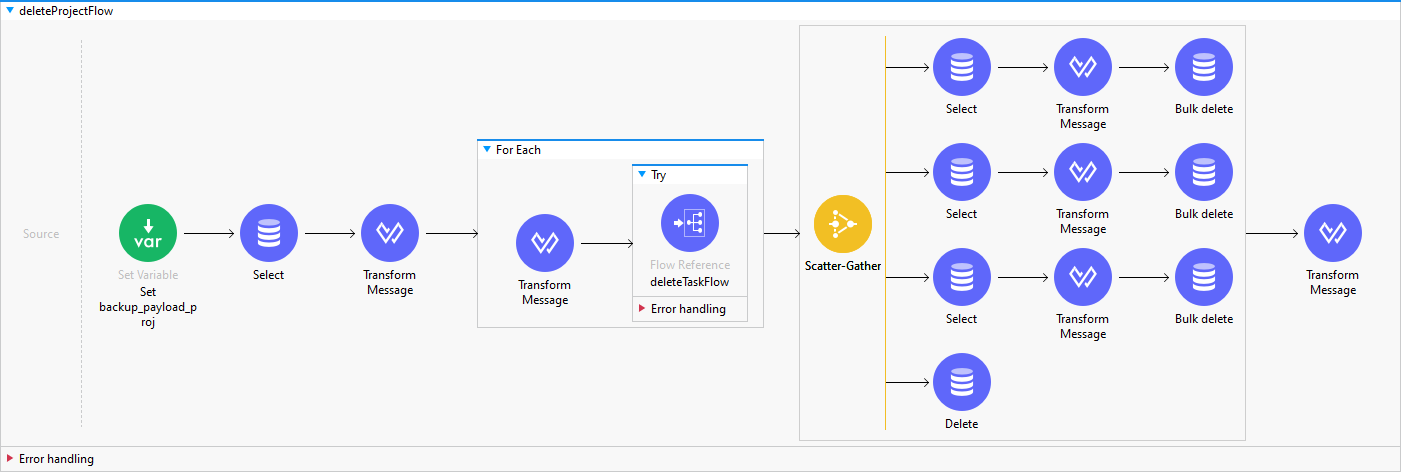 deleteProjectFlow
Source
var
Set Variable
Set
backup_payload_p
roj
Select
Transform
Message
For Each
Transform
Message
Try
Flow Reference
deleteTaskFlow
Error handling
Scatter-Gather
Select
Transform
Message
Bulk delete
Select
Transform
Message
Bulk delete
Select
Transform
Message
Bulk delete
Delete
Transform
Message
Error handling